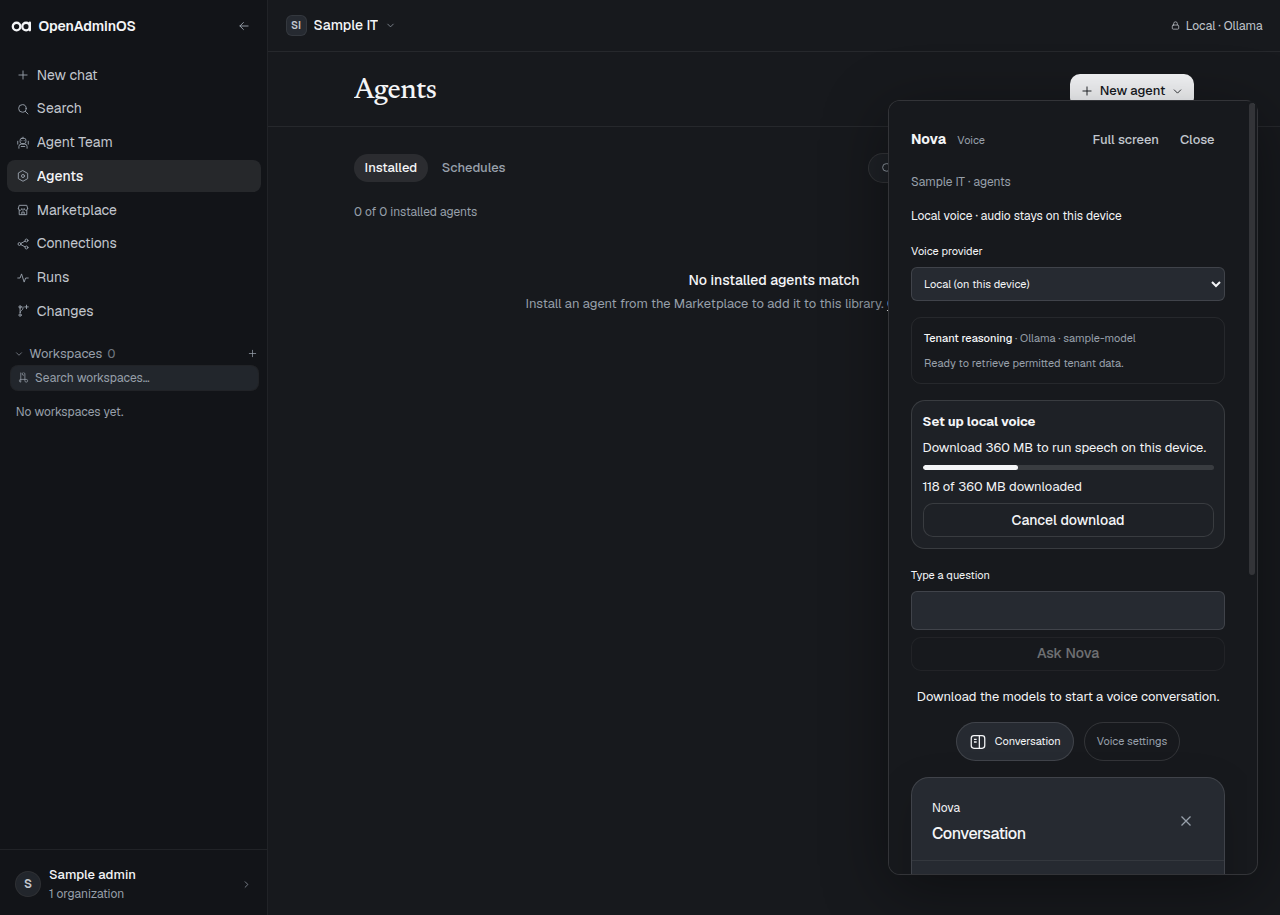 OpenAdminOS
New chat
Search
Agent Team
Agents
Marketplace
Connections
Runs
Changes
Workspaces 0
Search workspaces...
No workspaces yet.
S
Sample admin
1 organization
SI
Sample IT
Local · Ollama
Agents
New agent
Installed
Schedules
0 of 0 installed agents
No installed agents match
Install an agent from the Marketplace to add it to this library.
Nova Voice
Full screen
Close
Sample IT · agents
Local voice · audio stays on this device
Voice provider
Local (on this device)
Tenant reasoning · Ollama · sample-model
Ready to retrieve permitted tenant data.
Set up local voice
Download 360 MB to run speech on this device.
118 of 360 MB downloaded
Cancel download
Type a question
Ask Nova
Download the models to start a voice conversation.
Conversation
Voice settings
Nova
Conversation